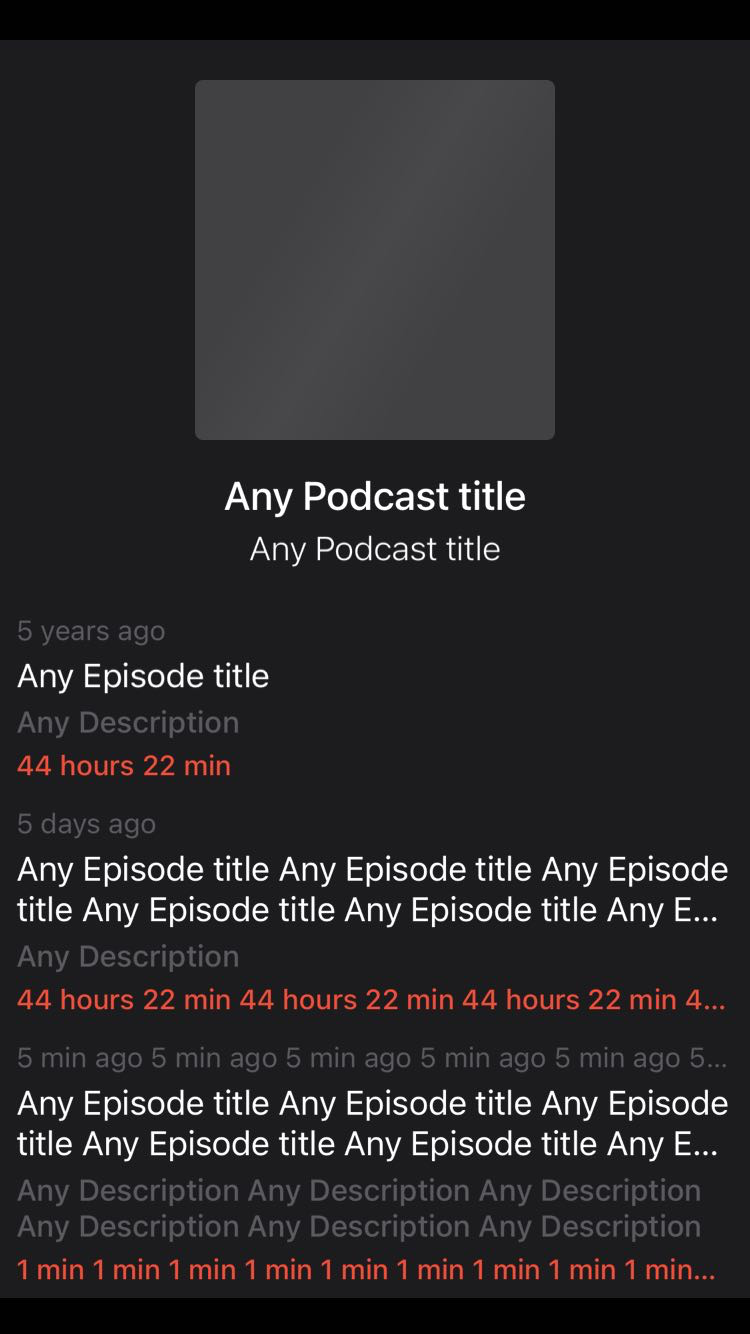 Any Podcast title
Any Podcast title
5 years ago
Any Episode title
Any Description
44 hours 22 min
5 days ago
Any Episode title Any Episode title Any Episode
title Any Episode title Any Episode title Any E...
Any Description
44 hours 22 min 44 hours 22 min 44 hours 22 min 4...
5 min ago 5 min ago 5 min ago 5 min ago 5 min ago 5...
Any Episode title Any Episode title Any Episode
title Any Episode title Any Episode title Any E...
Any Description Any Description Any Description
Any Description Any Description Any Description
1 min 1 min 1 min 1 min 1 min 1 min 1 min 1 min 1 min...